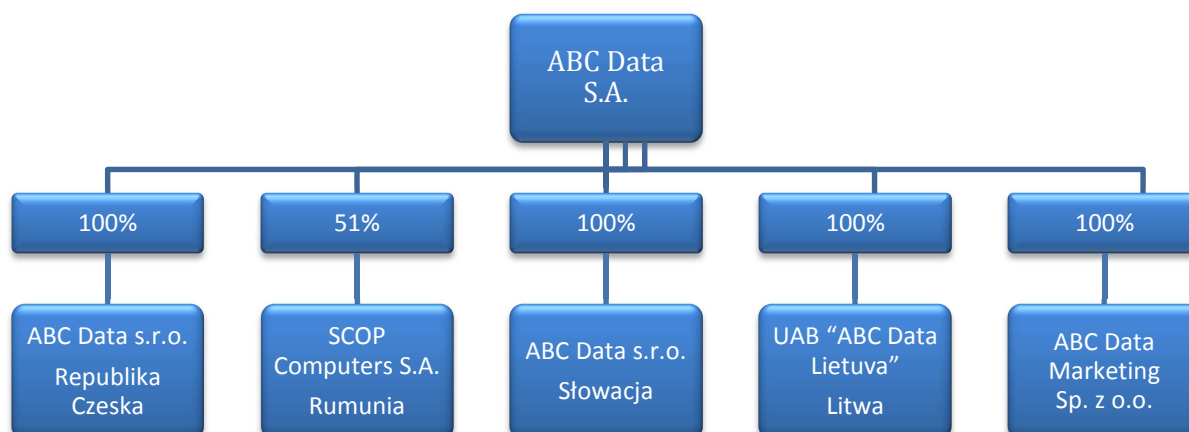 ABC Data
S.A.
100%
51%
100%
100%
100%
ABC Data s.r.o.
Republika
Czeska
SCOP
Computers S.A.
Rumunia
ABC Data s.r.o.
Słowacja
UAB “ABC Data
Lietuva”
Litwa
ABC Data
Marketing
Sp. z o.o.